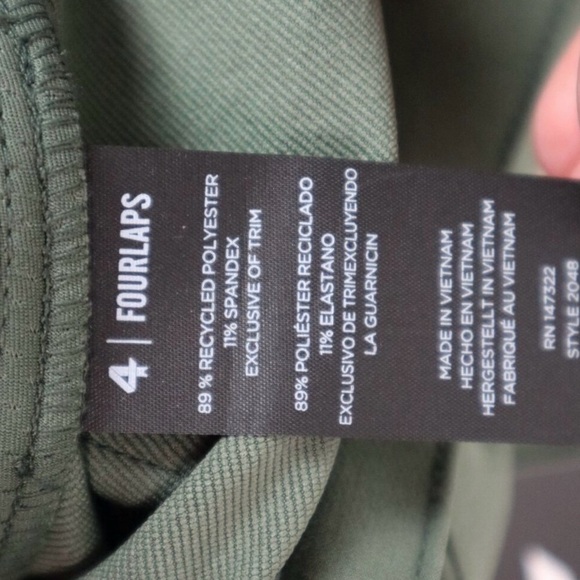 4 | FOURLAPS
89 % RECYCLED POLYESTER
11% SPANDEX
EXCLUSIVE OF TRIM
89% POLIÉSTER RECICLADO
11% ELASTANO
EXCLUSIVO DE TRIMEXCLUYENDO
LA GUARNICIN
MADE IN VIETNAM
HECHO EN VIETNAM
HERGESTELLT IN VIETNAM
FABRIQUÉ AU VIETNAM
RN 147322
STYLE 2048